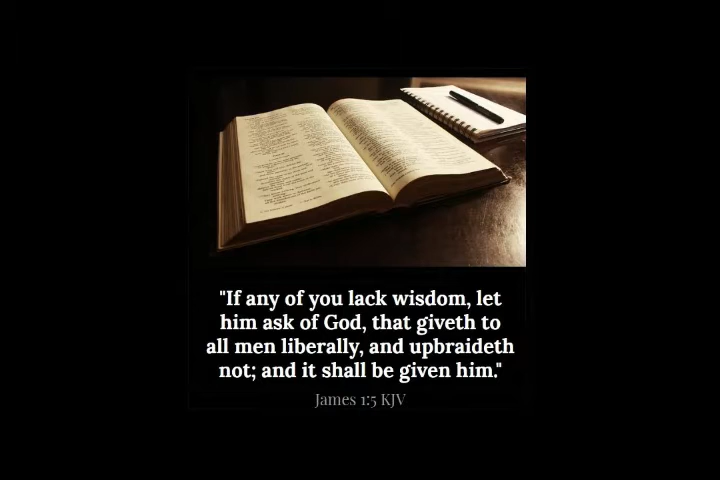 "If any of you lack wisdom, let
him ask of God, that giveth to
all men liberally, and upbraideth
not; and it shall be given him."
James 1:5 KJV